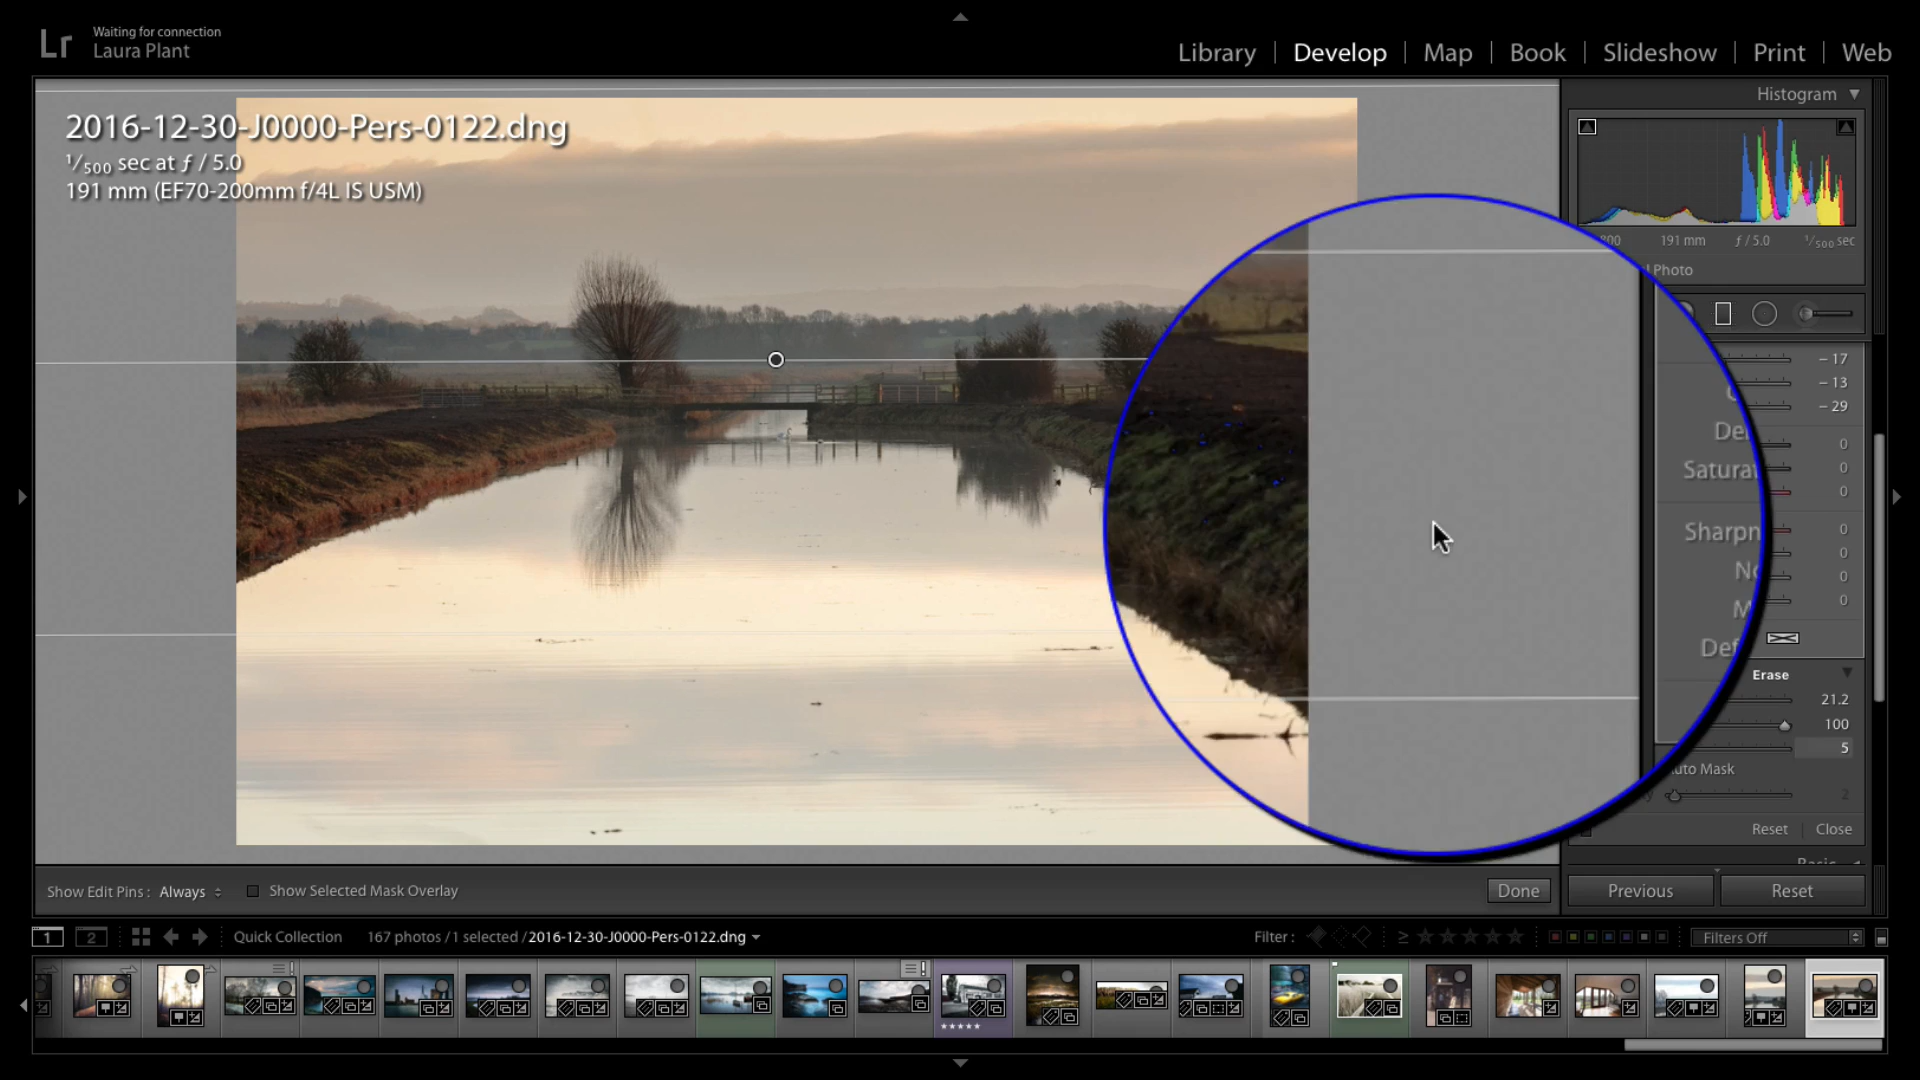 Lr
Waiting for connection
Laura Plant
Library | Develop | Map | Book | Slideshow | Print | Web
2016-12-30-J0000-Pers-0122.dng
1/500 sec at ƒ / 5.0
191 mm (EF70-200mm f/4L IS USM)
Histogram
191 mm ƒ / 5.0 1/500 sec
Photo
– 17
– 13
– 29
0
0
0
0
0
0
0
Erase
21.2
100
5
Auto Mask
2
Reset Close
Basic
Show Edit Pins : Always
Show Selected Mask Overlay
Done
Previous
Reset
1
2
Quick Collection
167 photos / 1 selected / 2016-12-30-J0000-Pers-0122.dng
Filter :
≥
Filters Off